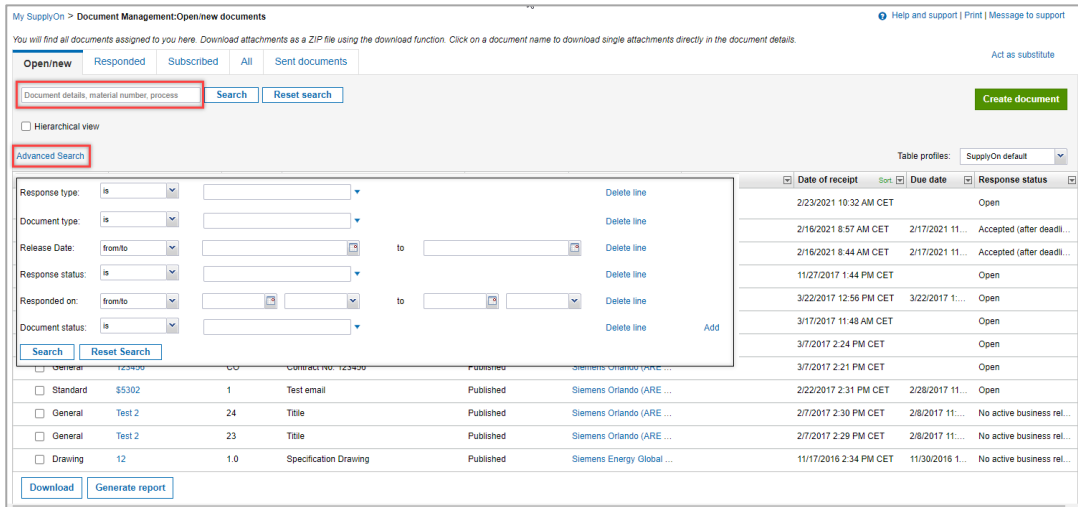 My SupplyOn > Document Management:Open/new documents
Help and support | Print | Message to support
You will find all documents assigned to you here. Download attachments as a ZIP file using the download function. Click on a document name to download single attachments directly in the document details.
Open/new Responded Subscribed All Sent documents Act as substitute
Document details, material number, process Search Reset search Create document
Hierarchical view
Advanced Search Table profiles: SupplyOn default
Date of receipt Sort. Due date Response status
Response type: is Delete line 2/23/2021 10:32 AM CET Open
Document type: is Delete line 2/16/2021 8:57 AM CET 2/17/2021 11... Accepted (after deadli...
Release Date: from/to to Delete line 2/16/2021 8:44 AM CET 2/17/2021 11... Accepted (after deadli...
Response status: is Delete line 11/27/2017 1:44 PM CET Open
Responded on: from/to to Delete line 3/22/2017 12:56 PM CET 3/22/2017 1:... Open
Document status: is Delete line Add 3/17/2017 11:48 AM CET Open
Search Reset Search 3/7/2017 2:24 PM CET Open
General 123456 CO Contract No. 123456 Published Siemens Orlando (ARE ... 3/7/2017 2:21 PM CET Open
Standard $5302 1 Test email Published Siemens Orlando (ARE ... 2/22/2017 2:31 PM CET 2/28/2017 11... Open
General Test 2 24 Titile Published Siemens Orlando (ARE ... 2/7/2017 2:30 PM CET 2/8/2017 11:... No active business rel...
General Test 2 23 Titile Published Siemens Orlando (ARE ... 2/7/2017 2:29 PM CET 2/8/2017 11:... No active business rel...
Drawing 12 1.0 Specification Drawing Published Siemens Energy Global ... 11/17/2016 2:34 PM CET 11/30/2016 1... No active business rel...
Download Generate report